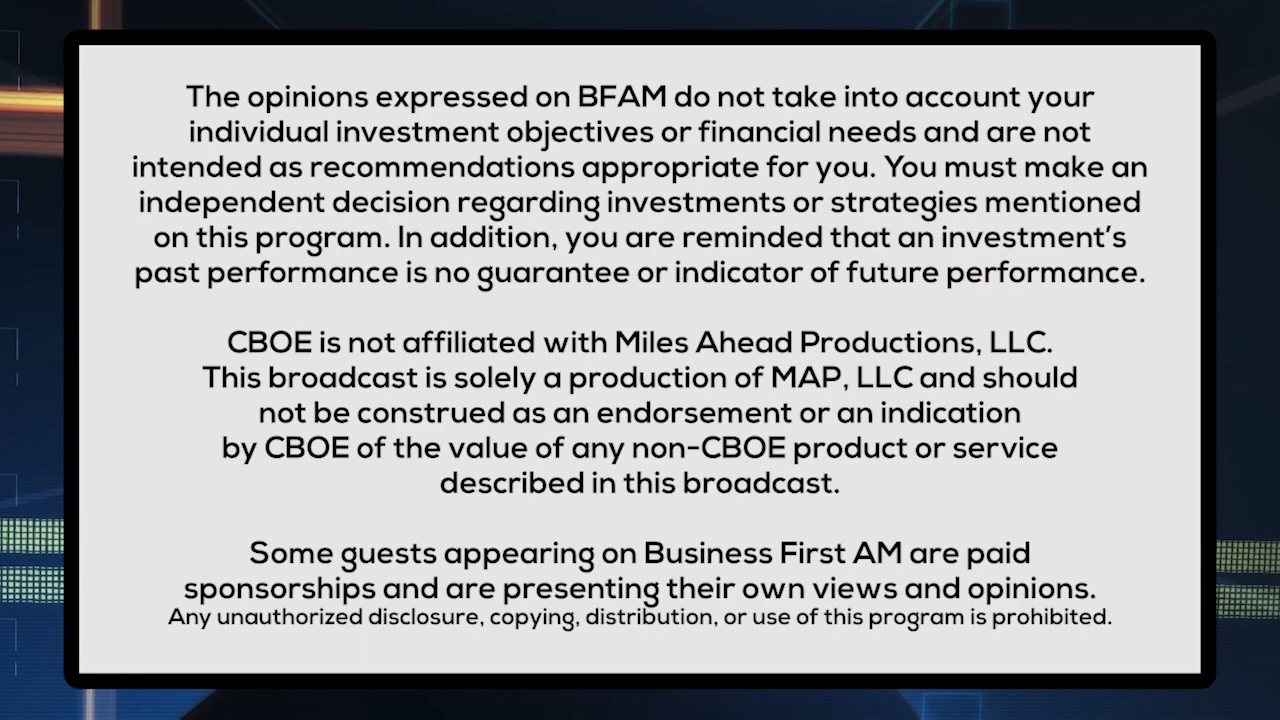 The opinions expressed on BFAM do not take into account your
individual investment objectives or financial needs and are not
intended as recommendations appropriate for you. You must make an
independent decision regarding investments or strategies mentioned
on this program. In addition, you are reminded that an investment's
past performance is no guarantee or indicator of future performance.
CBOE is not affiliated with Miles Ahead Productions, LLC.
This broadcast is solely a production of MAP, LLC and should
not be construed as an endorsement or an indication
by CBOE of the value of any non-CBOE product or service
described in this broadcast.
Some guests appearing on Business First AM are paid
sponsorships and are presenting their own views and opinions.
Any unauthorized disclosure, copying, distribution, or use of this program is prohibited.